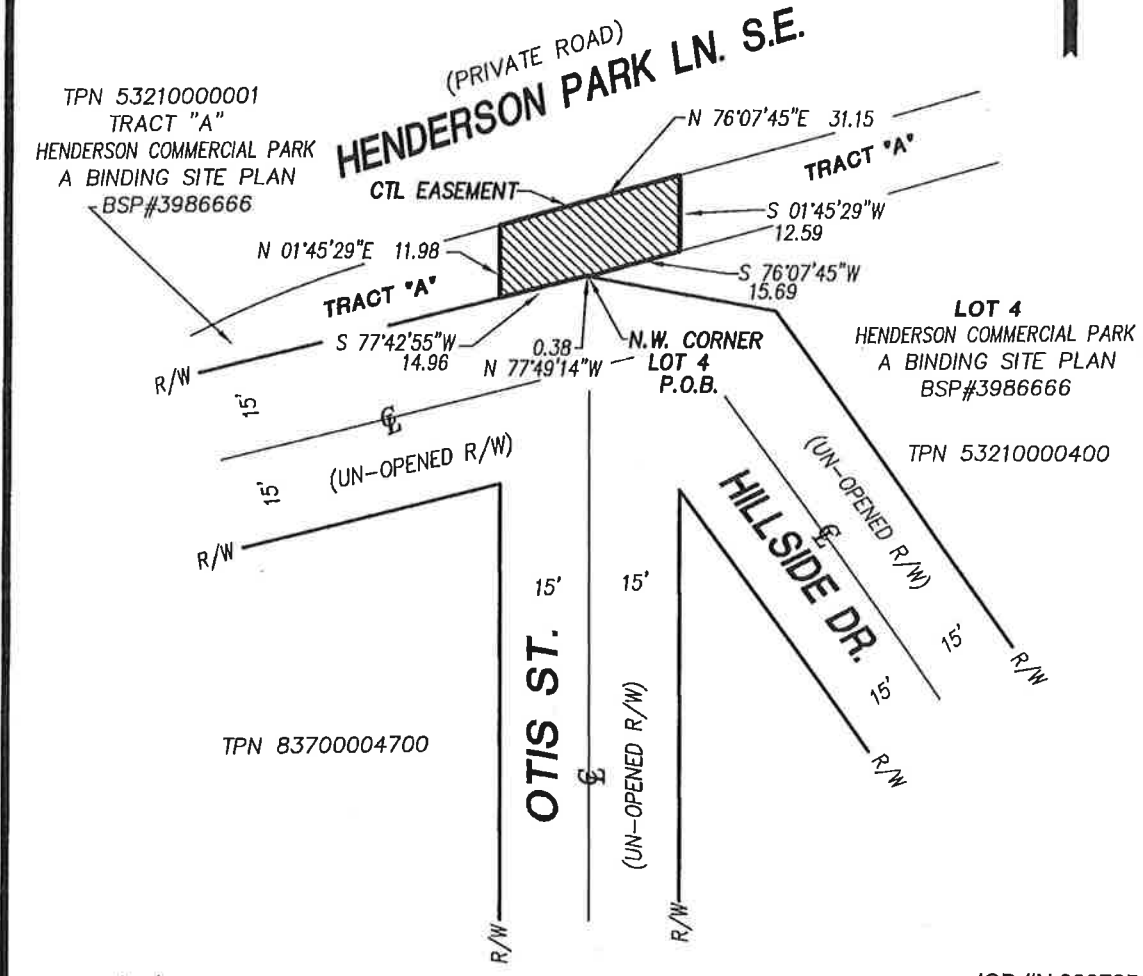 (PRIVATE ROAD)
HENDERSON PARK LN. S.E.
TPN 53210000001
TRACT "A"
HENDERSON COMMERCIAL PARK
A BINDING SITE PLAN
BSP#3986666
N 76°07'45"E 31.15
TRACT "A"
CTL EASEMENT
S 01°45'29"W
12.59
N 01°45'29"E 11.98
S 76°07'45"W
15.69
TRACT "A"
LOT 4
HENDERSON COMMERCIAL PARK
A BINDING SITE PLAN
BSP#3986666
S 77°42'55"W
14.96
0.38
N 77°49'14"W
N.W. CORNER
LOT 4
P.O.B.
R/W
15'
CL
(UN-OPENED R/W)
15'
R/W
TPN 53210000400
(UN-OPENED R/W)
HILLSIDE DR.
CL
15'
15'
R/W
R/W
15'
15'
OTIS ST.
CL
(UN-OPENED R/W)
TPN 83700004700
R/W
R/W